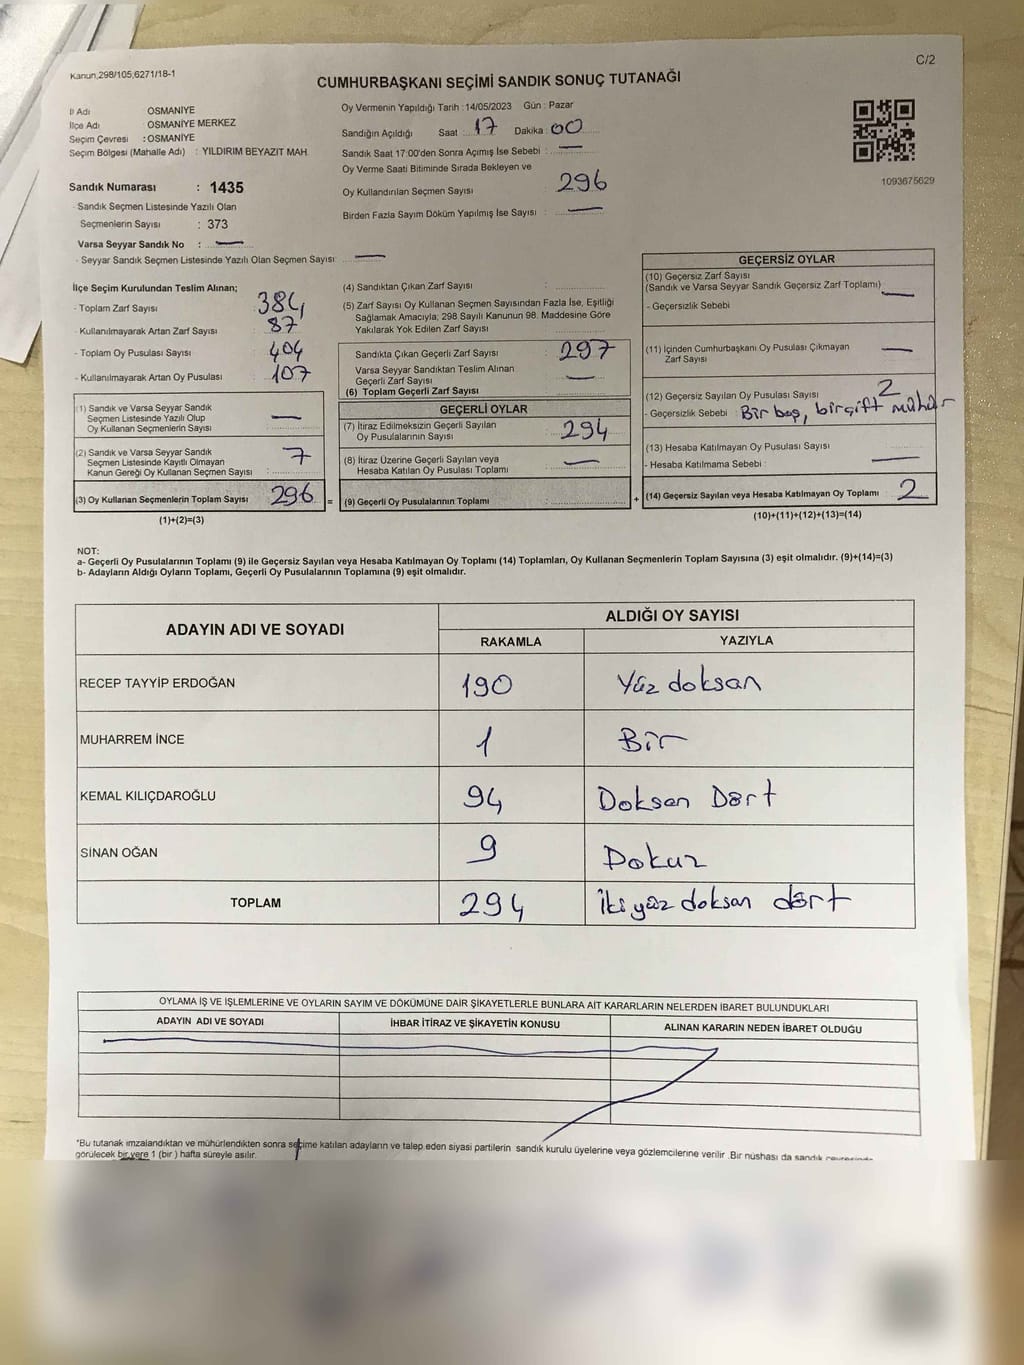 Kanun,298/105,6271/18-1
C/2
CUMHURBAŞKANI SEÇİMİ SANDIK SONUÇ TUTANAĞI
İl Adı OSMANİYE
İlçe Adı OSMANİYE MERKEZ
Seçim Çevresi : OSMANİYE
Seçim Bölgesi (Mahalle Adı) : YILDIRIM BEYAZIT MAH.
Sandık Numarası : 1435
- Sandık Seçmen Listesinde Yazılı Olan
Seçmenlerin Sayısı : 373
Varsa Seyyar Sandık No : —
- Seyyar Sandık Seçmen Listesinde Yazılı Olan Seçmen Sayısı: —
Oy Vermenin Yapıldığı Tarih :14/05/2023 Gün : Pazar
Sandığın Açıldığı Saat : 17 Dakika : 00
Sandık Saat 17:00'den Sonra Açımış İse Sebebi : —
Oy Verme Saati Bitiminde Sırada Bekleyen ve
Oy Kullandırılan Seçmen Sayısı 296
Birden Fazla Sayım Döküm Yapılmış İse Sayısı : —
1093675629
İlçe Seçim Kurulundan Teslim Alınan;
- Toplam Zarf Sayısı 384
- Kullanılmayarak Artan Zarf Sayısı 87
- Toplam Oy Pusulası Sayısı 404
- Kullanılmayarak Artan Oy Pusulası 107
(1) Sandık ve Varsa Seyyar Sandık
Seçmen Listesinde Yazılı Olup
Oy Kullanan Seçmenlerin Sayısı —
(2) Sandık ve Varsa Seyyar Sandık
Seçmen Listesinde Kayıtlı Olmayan
Kanun Gereği Oy Kullanan Seçmen Sayısı 7
(3) Oy Kullanan Seçmenlerin Toplam Sayısı 296 =
(1)+(2)=(3)
(4) Sandıktan Çıkan Zarf Sayısı :
(5) Zarf Sayısı Oy Kullanan Seçmen Sayısından Fazla İse, Eşitliği
Sağlamak Amacıyla; 298 Sayılı Kanunun 98. Maddesine Göre
Yakılarak Yok Edilen Zarf Sayısı
Sandıkta Çıkan Geçerli Zarf Sayısı : 297
Varsa Seyyar Sandıktan Teslim Alınan
Geçerli Zarf Sayısı —
(6) Toplam Geçerli Zarf Sayısı
GEÇERLİ OYLAR
(7) İtiraz Edilmeksizin Geçerli Sayılan
Oy Pusulalarının Sayısı 294
(8) İtiraz Üzerine Geçerli Sayılan veya
Hesaba Katılan Oy Pusulası Toplamı —
(9) Geçerli Oy Pusulalarının Toplamı +
GEÇERSİZ OYLAR
(10) Geçersiz Zarf Sayısı
(Sandık ve Varsa Seyyar Sandık Geçersiz Zarf Toplamı): —
- Geçersizlik Sebebi
(11) İçinden Cumhurbaşkanı Oy Pusulası Çıkmayan
Zarf Sayısı —
(12) Geçersiz Sayılan Oy Pusulası Sayısı 2
- Geçersizlik Sebebi : Bir boş, bir çift mühür
(13) Hesaba Katılmayan Oy Pusulası Sayısı
- Hesaba Katılmama Sebebi : —
(14) Geçersiz Sayılan veya Hesaba Katılmayan Oy Toplamı 2
(10)+(11)+(12)+(13)=(14)
NOT:
a- Geçerli Oy Pusulalarının Toplamı (9) ile Geçersiz Sayılan veya Hesaba Katılmayan Oy Toplamı (14) Toplamları, Oy Kullanan Seçmenlerin Toplam Sayısına (3) eşit olmalıdır. (9)+(14)=(3)
b- Adayların Aldığı Oyların Toplamı, Geçerli Oy Pusulalarının Toplamına (9) eşit olmalıdır.
ADAYIN ADI VE SOYADI ALDIĞI OY SAYISI
RAKAMLA YAZIYLA
RECEP TAYYİP ERDOĞAN 190 Yüz doksan
MUHARREM İNCE 1 Bir
KEMAL KILIÇDAROĞLU 94 Doksan Dört
SİNAN OĞAN 9 Dokuz
TOPLAM 294 İki yüz doksan dört
OYLAMA İŞ VE İŞLEMLERİNE VE OYLARIN SAYIM VE DÖKÜMÜNE DAİR ŞİKAYETLERLE BUNLARA AİT KARARLARIN NELERDEN İBARET BULUNDUKLARI
ADAYIN ADI VE SOYADI İHBAR İTİRAZ VE ŞİKAYETİN KONUSU ALINAN KARARIN NEDEN İBARET OLDUĞU
*Bu tutanak imzalandıktan ve mühürlendikten sonra seçime katılan adayların ve talep eden siyasi partilerin sandık kurulu üyelerine veya gözlemcilerine verilir .Bir nüshası da sandık çevresinde
görülecek bir yere 1 (bir ) hafta süreyle asılır.